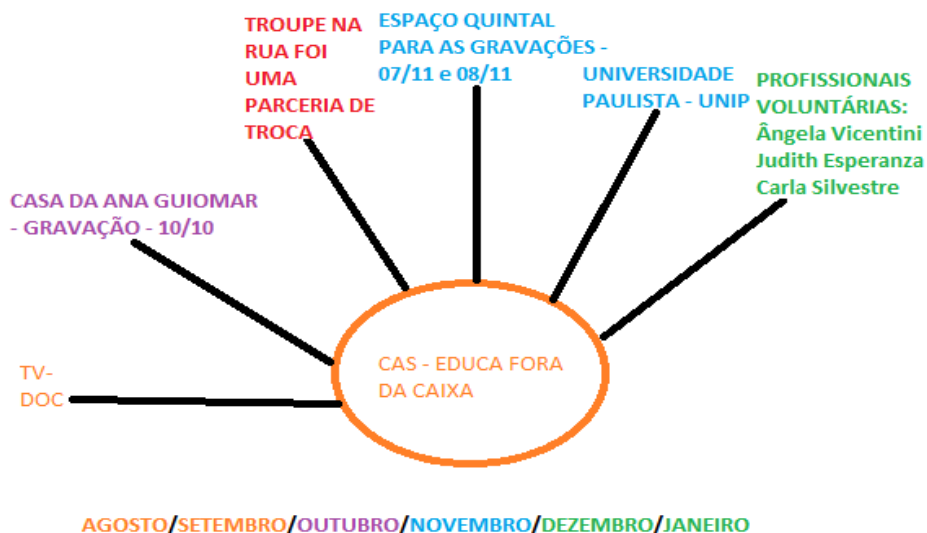 TROUPE NA
RUA FOI
UMA
PARCERIA DE
TROCA
ESPAÇO QUINTAL
PARA AS GRAVAÇÕES -
07/11 e 08/11
UNIVERSIDADE
PAULISTA - UNIP
PROFISSIONAIS
VOLUNTÁRIAS:
Ângela Vicentini
Judith Esperanza
Carla Silvestre
CASA DA ANA GUIOMAR
- GRAVAÇÃO - 10/10
TV-
DOC
CAS - EDUCA FORA
DA CAIXA
AGOSTO/SETEMBRO/OUTUBRO/NOVEMBRO/DEZEMBRO/JANEIRO